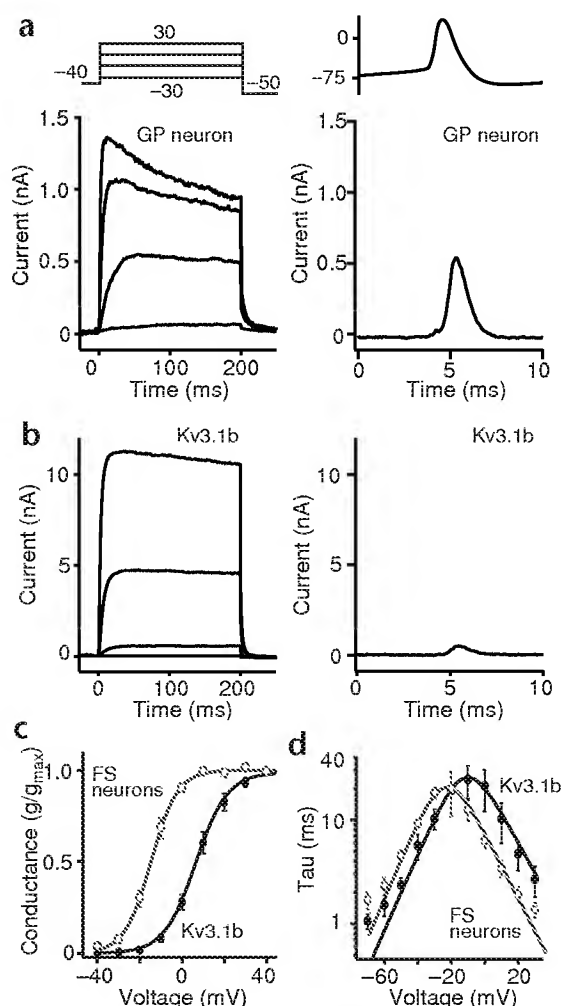 a
30
−40
−50
−30
0
−75
GP neuron
GP neuron
Current (nA)
1.5
1.0
0.5
0
0 100 200
Time (ms)
Current (nA)
1.5
1.0
0.5
0
0 5 10
Time (ms)
b
Kv3.1b
Kv3.1b
Current (nA)
10
5
0
0 100 200
Time (ms)
Current (nA)
10
5
0
0 5 10
Time (ms)
c
Conductance (g/gmax)
1.0
0.5
0
FS
neurons
Kv3.1b
−40 0 40
Voltage (mV)
d
Tau (ms)
40
10
1
Kv3.1b
FS
neurons
−60 −20 20
Voltage (mV)